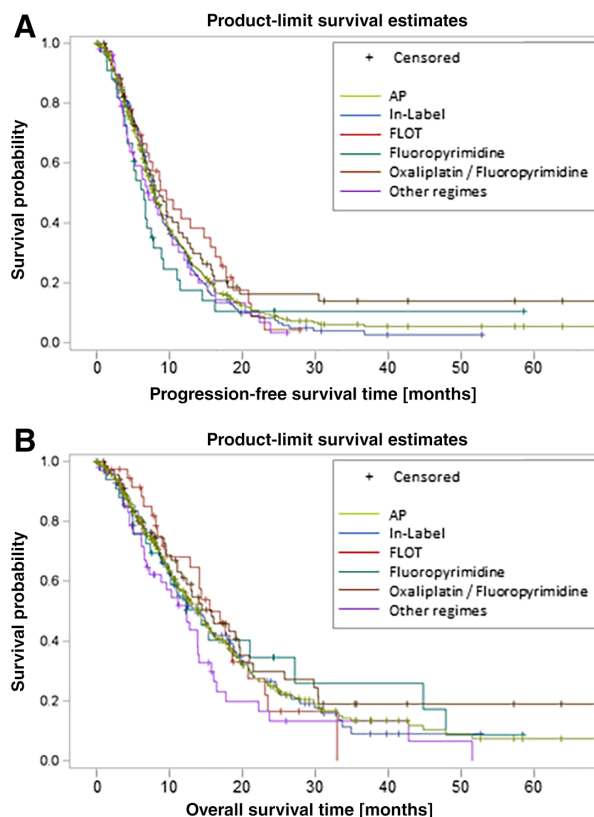 A
Product-limit survival estimates
Survival probability
1.0
0.8
0.6
0.4
0.2
0.0
+ Censored
AP
In-Label
FLOT
Fluoropyrimidine
Oxaliplatin / Fluoropyrimidine
Other regimes
0 10 20 30 40 50 60
Progression-free survival time [months]
B
Product-limit survival estimates
Survival probability
1.0
0.8
0.6
0.4
0.2
0.0
+ Censored
AP
In-Label
FLOT
Fluoropyrimidine
Oxaliplatin / Fluoropyrimidine
Other regimes
0 10 20 30 40 50 60
Overall survival time [months]